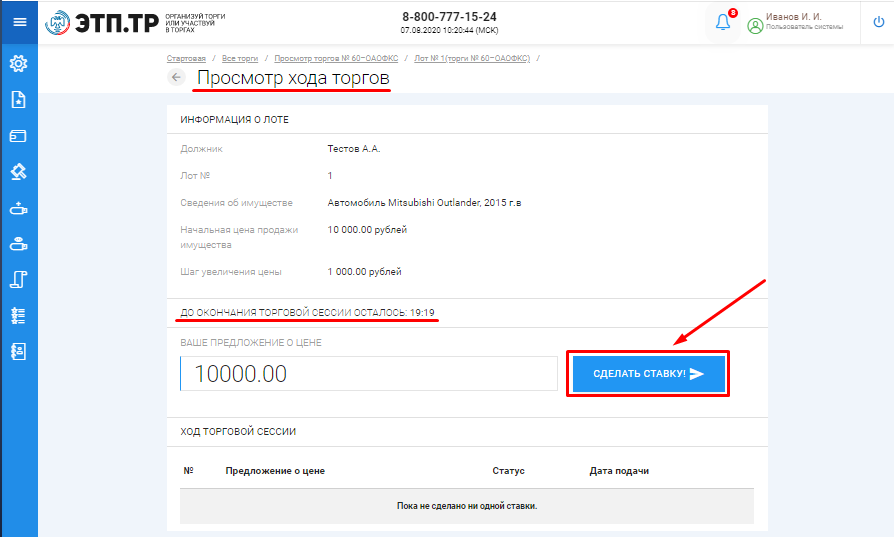 ЭТП.ТР
ОРГАНИЗУЙ ТОРГИ
ИЛИ УЧАСТВУЙ
В ТОРГАХ
8-800-777-15-24
07.08.2020 10:20:44 (МСК)
8
Иванов И. И.
Пользователь системы
Стартовая / Все торги / Просмотр торгов № 60-ОАОФКС / Лот № 1(торги № 60-ОАОФКС) /
Просмотр хода торгов
ИНФОРМАЦИЯ О ЛОТЕ
Должник Тестов А.А.
Лот № 1
Сведения об имуществе Автомобиль Mitsubishi Outlander, 2015 г.в
Начальная цена продажи 10 000.00 рублей
имущества
Шаг увеличения цены 1 000.00 рублей
ДО ОКОНЧАНИЯ ТОРГОВОЙ СЕССИИ ОСТАЛОСЬ: 19:19
ВАШЕ ПРЕДЛОЖЕНИЕ О ЦЕНЕ
10000.00 СДЕЛАТЬ СТАВКУ!
ХОД ТОРГОВОЙ СЕССИИ
№ Предложение о цене Статус Дата подачи
Пока не сделано ни одной ставки.